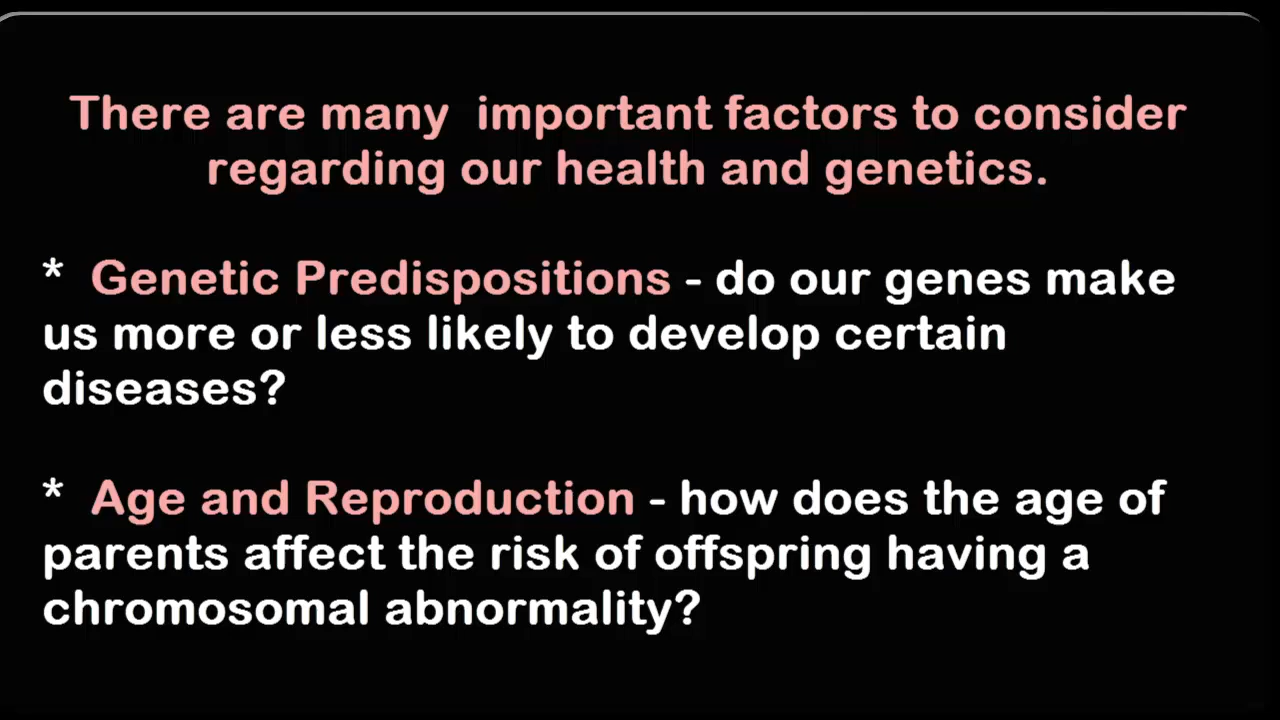 There are many  important factors to consider
regarding our health and genetics.
*  Genetic Predispositions - do our genes make
us more or less likely to develop certain
diseases?
*  Age and Reproduction - how does the age of
parents affect the risk of offspring having a
chromosomal abnormality?